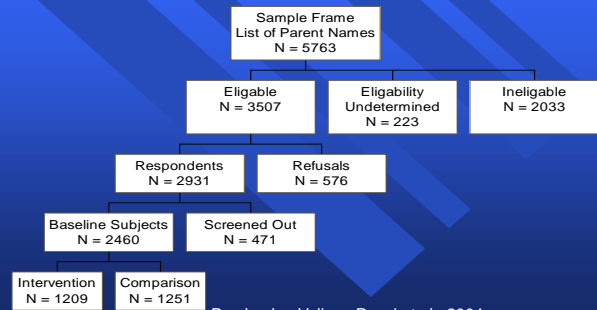 Sample Frame
List of Parent Names
N = 5763
Eligable
N = 3507
Eligibility
Undetermined
N = 223
Ineligable
N = 2033
Respondents
N = 2931
Refusals
N = 576
Baseline Subjects
N = 2460
Screened Out
N = 471
Intervention
N = 1209
Comparison
N = 1251